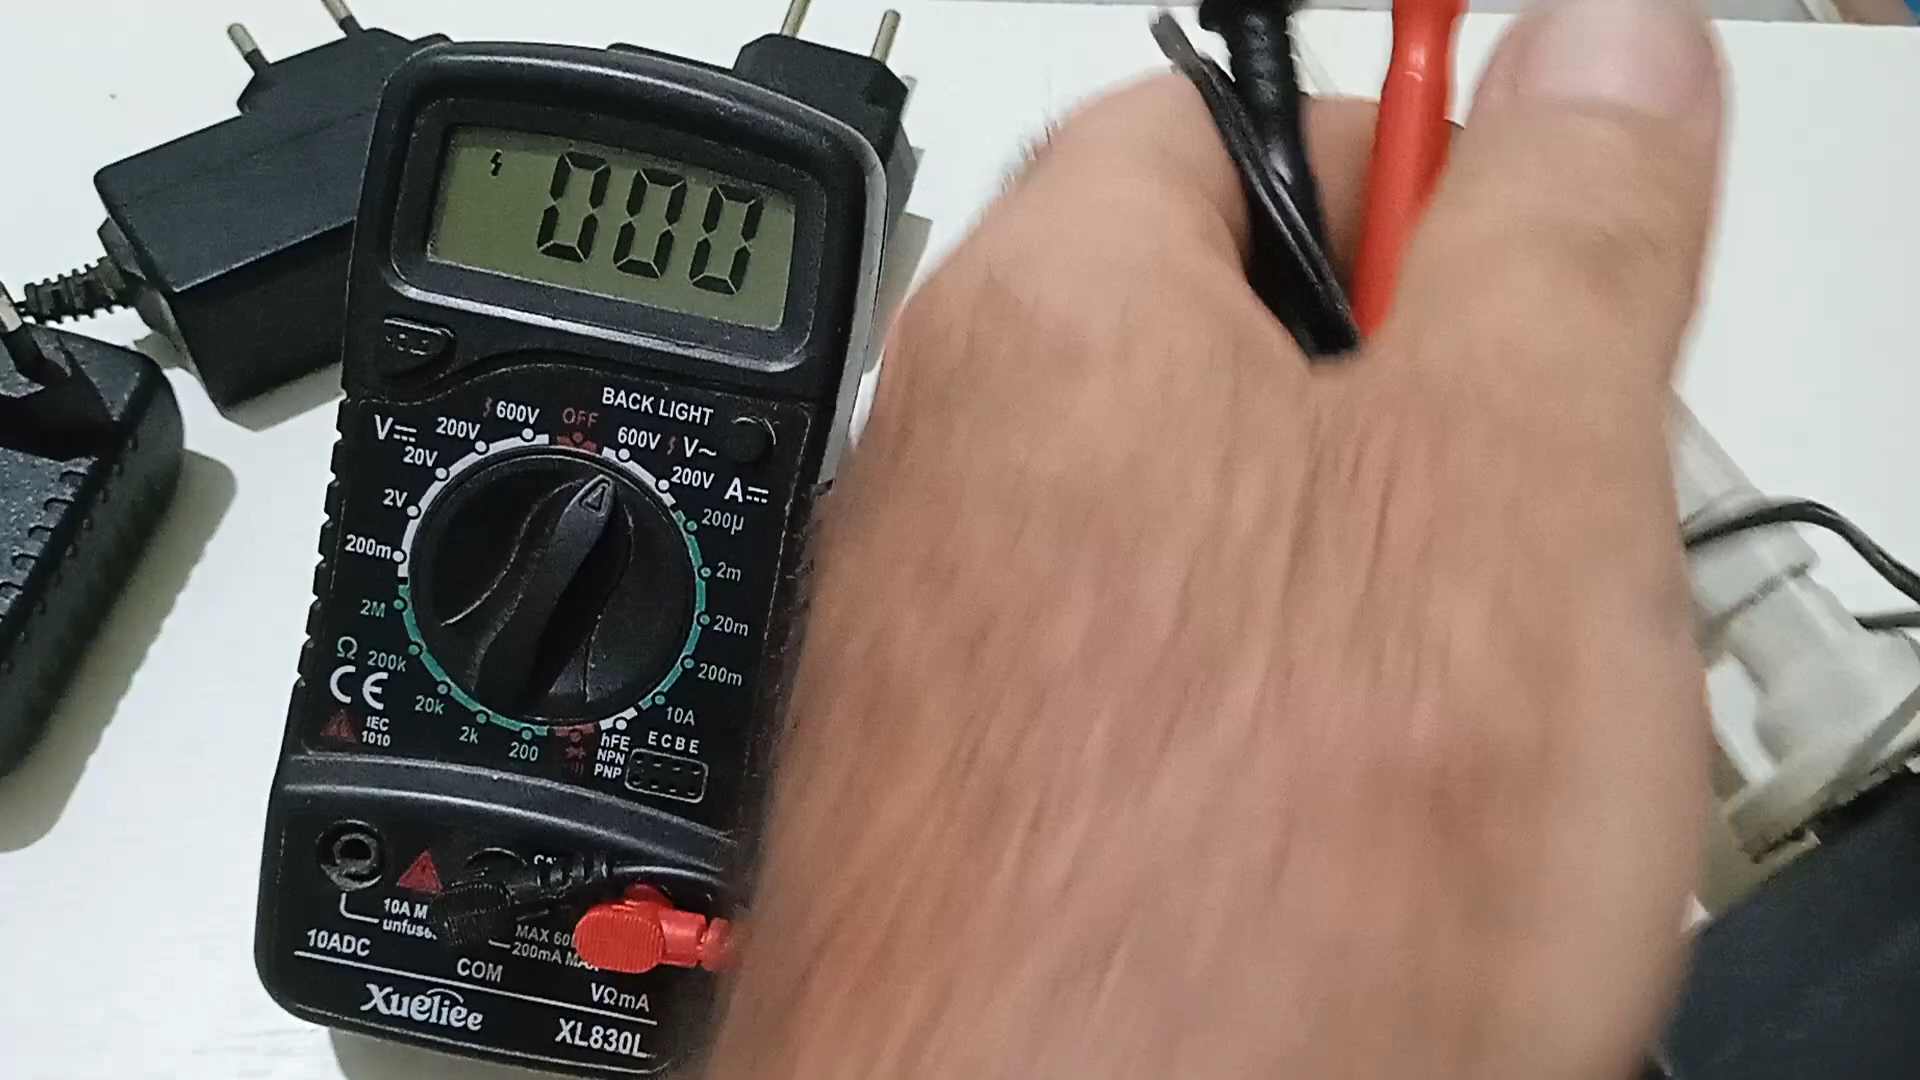 000
HOLD
BACK LIGHT
V
600V
OFF
600V
V~
200V
200V
A
20V
200µ
2V
2m
200m
20m
2M
200m
Ω
200k
10A
20k
CE
IEC
1010
2k
200
hFE
NPN
PNP
E C B E
10A M
unfuse
MAX 60
200mA MA
10ADC
COM
VΩmA
Xueliee
XL830L